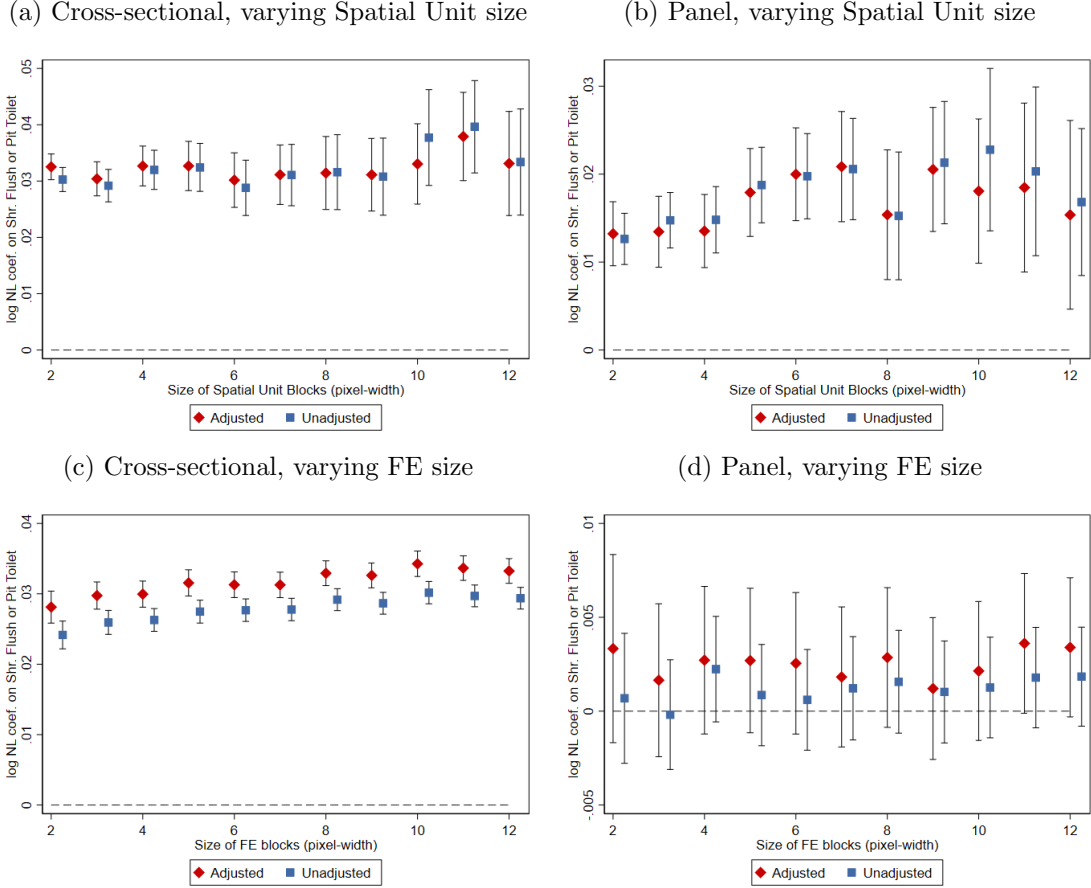 (a) Cross-sectional, varying Spatial Unit size
(b) Panel, varying Spatial Unit size
log NL coef. on Shr. Flush or Pit Toilet
0 .01 .02 .03 .04 .05
2 4 6 8 10 12
Size of Spatial Unit Blocks (pixel-width)
Adjusted Unadjusted
log NL coef. on Shr. Flush or Pit Toilet
0 .01 .02 .03
2 4 6 8 10 12
Size of Spatial Unit Blocks (pixel-width)
Adjusted Unadjusted
(c) Cross-sectional, varying FE size
(d) Panel, varying FE size
log NL coef. on Shr. Flush or Pit Toilet
0 .01 .02 .03 .04
2 4 6 8 10 12
Size of FE blocks (pixel-width)
Adjusted Unadjusted
log NL coef. on Shr. Flush or Pit Toilet
-.005 0 .005 .01
2 4 6 8 10 12
Size of FE blocks (pixel-width)
Adjusted Unadjusted